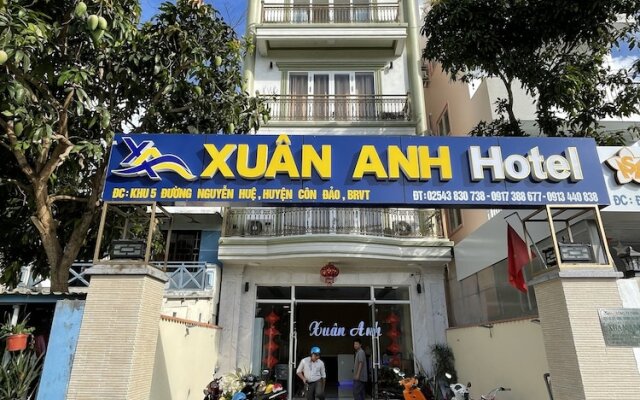 XUÂN ANH Hotel
ĐC: KHU 5 ĐƯỜNG NGUYỄN HUỆ, HUYỆN CÔN ĐẢO, BRVT
ĐT: 02543 830 738 - 0917 388 677 - 0913 440 838
ĐC: Đ
Xuân Anh